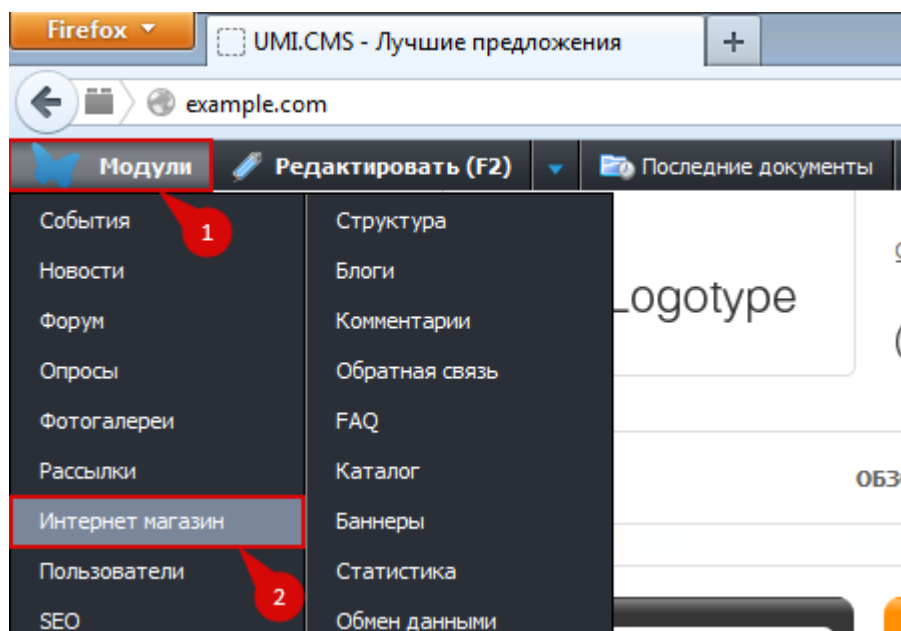 Firefox
UMI.CMS - Лучшие предложения
+
example.com
Модули
Редактировать (F2)
Последние документы
События
Структура
1
Новости
Блоги
Logotype
Форум
Комментарии
Опросы
Обратная связь
Фотогалереи
FAQ
Рассылки
Каталог
Интернет магазин
Баннеры
Пользователи
Статистика
2
SEO
Обмен данными